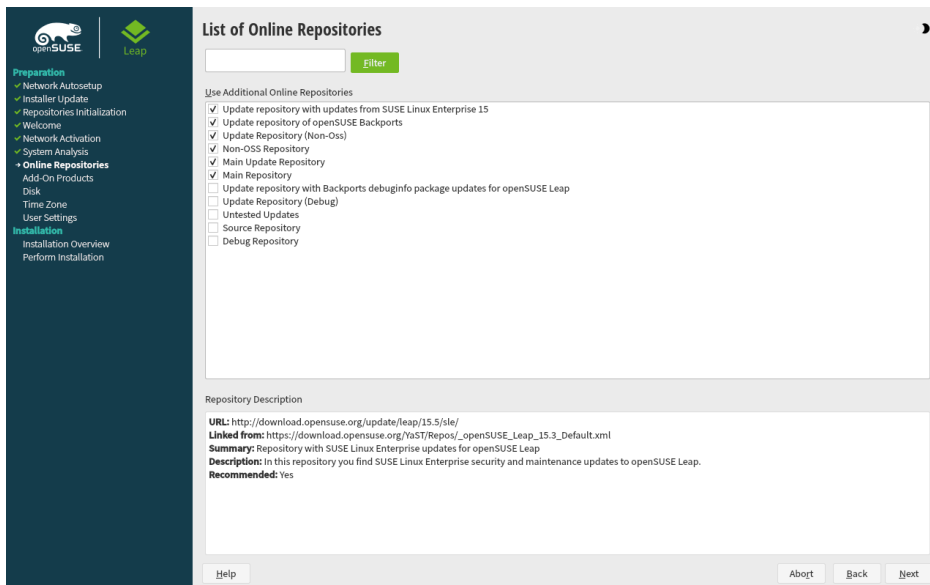 openSUSE
Leap
Preparation
Network Autosetup
Installer Update
Repositories Initialization
Welcome
Network Activation
System Analysis
Online Repositories
Add-On Products
Disk
Time Zone
User Settings
Installation
Installation Overview
Perform Installation
List of Online Repositories
Filter
Use Additional Online Repositories
Update repository with updates from SUSE Linux Enterprise 15
Update repository of openSUSE Backports
Update Repository (Non-Oss)
Non-OSS Repository
Main Update Repository
Main Repository
Update repository with Backports debuginfo package updates for openSUSE Leap
Update Repository (Debug)
Untested Updates
Source Repository
Debug Repository
Repository Description
URL: http://download.opensuse.org/update/leap/15.5/sle/
Linked from: https://download.opensuse.org/YaST/Repos/_openSUSE_Leap_15.3_Default.xml
Summary: Repository with SUSE Linux Enterprise updates for openSUSE Leap
Description: In this repository you find SUSE Linux Enterprise security and maintenance updates to openSUSE Leap.
Recommended: Yes
Help
Abort
Back
Next